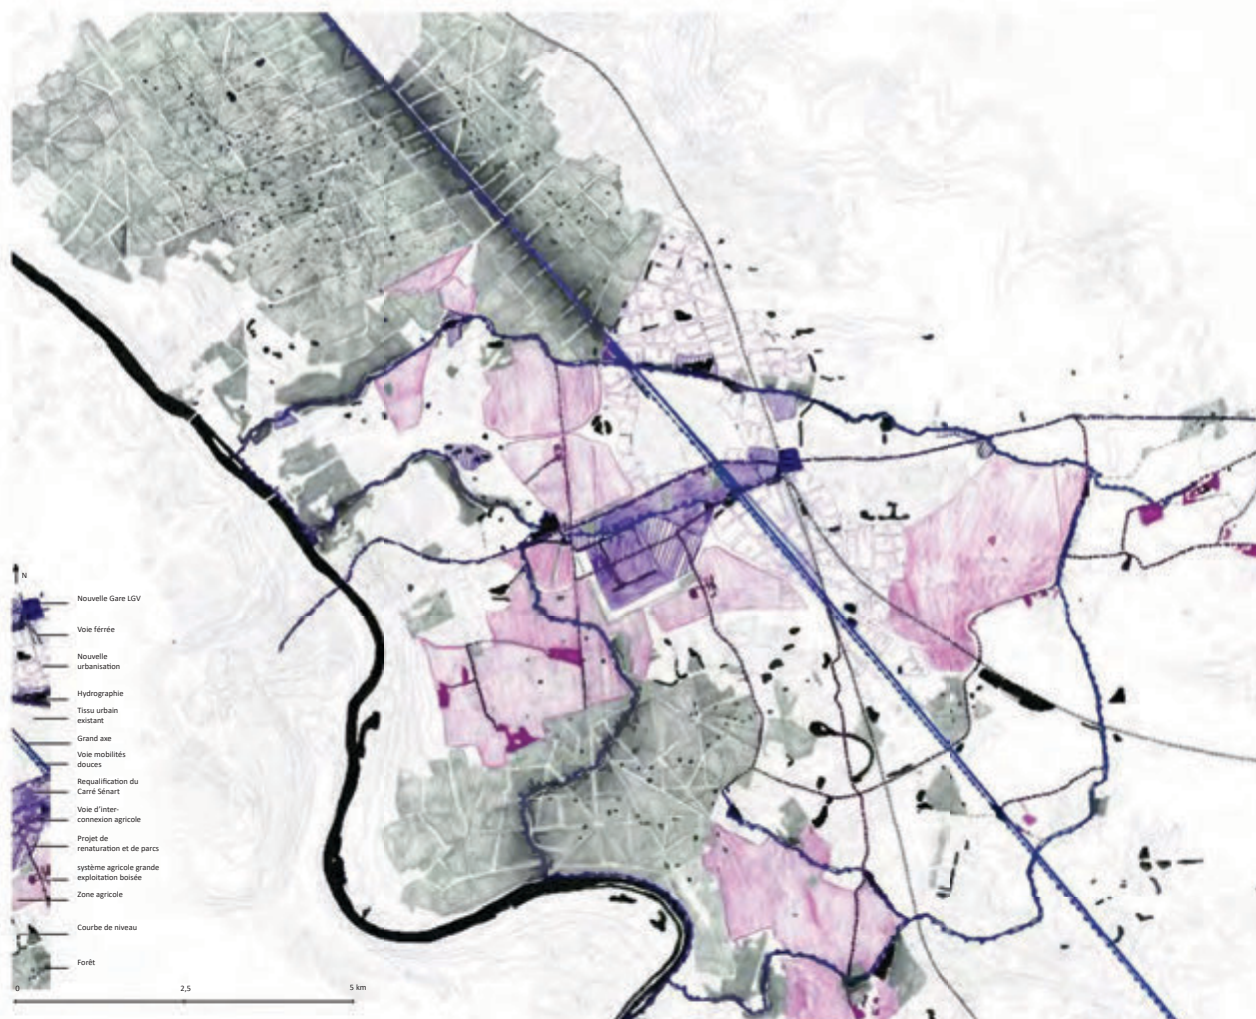 N
Nouvelle Gare LGV
Voie férrée
Nouvelle
urbanisation
Hydrographie
Tissu urbain
existant
Grand axe
Voie mobilités
douces
Requalification du
Carré Sénart
Voie d'inter-
connexion agricole
Projet de
renaturation et de parcs
système agricole grande
exploitation boisée
Zone agricole
Courbe de niveau
Forêt
0
2,5
5 km